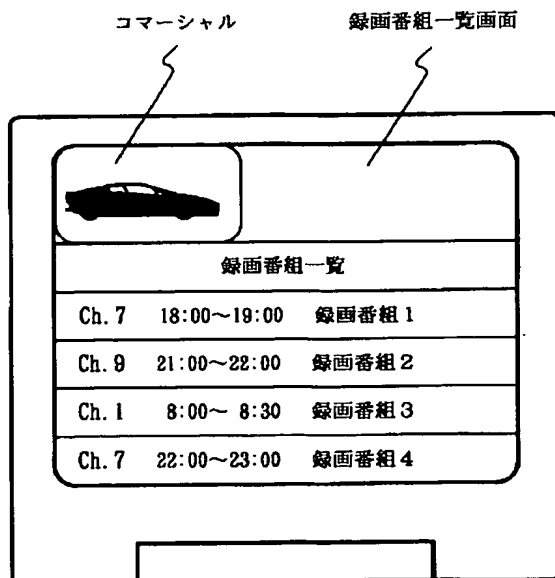 コマーシャル　録画番組一覧画面
録画番組一覧
Ch. 7　18:00～19:00　録画番組1
Ch. 9　21:00～22:00　録画番組2
Ch. 1　8:00～ 8:30　録画番組3
Ch. 7　22:00～23:00　録画番組4